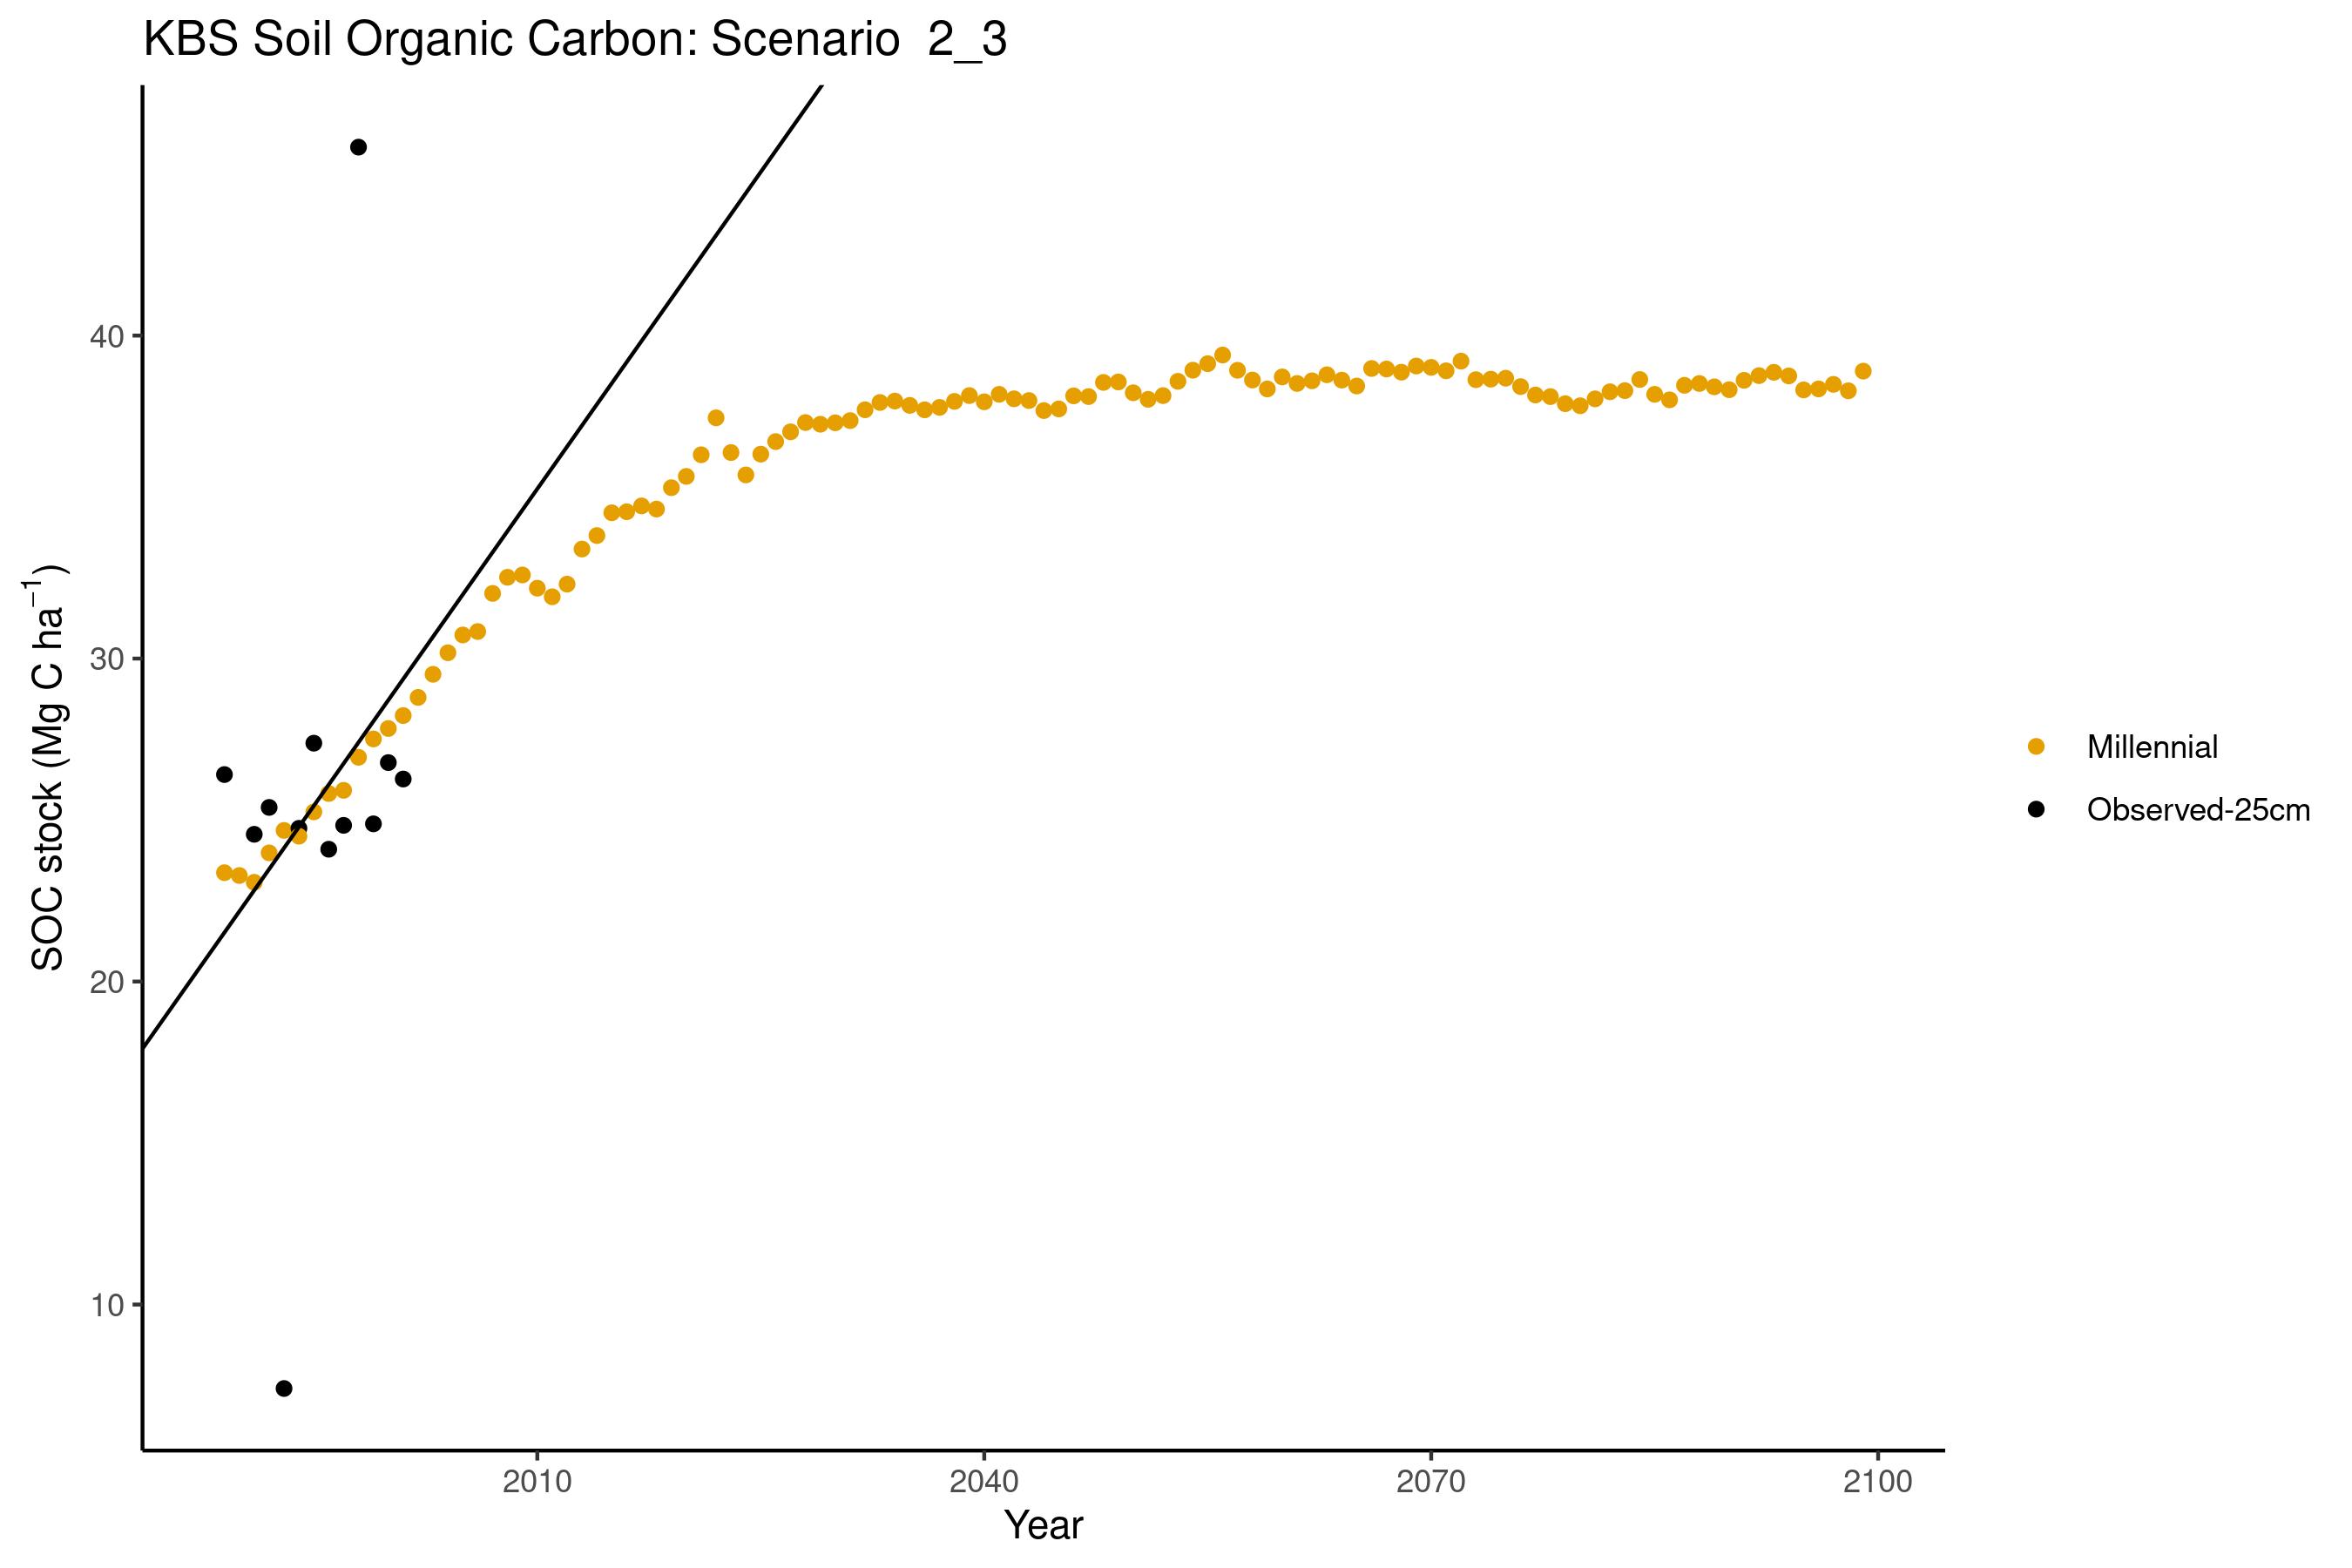 KBS Soil Organic Carbon: Scenario  2_3
SOC stock (Mg C ha⁻¹)
40
30
20
10
2010
2040
2070
2100
Year
Millennial
Observed-25cm